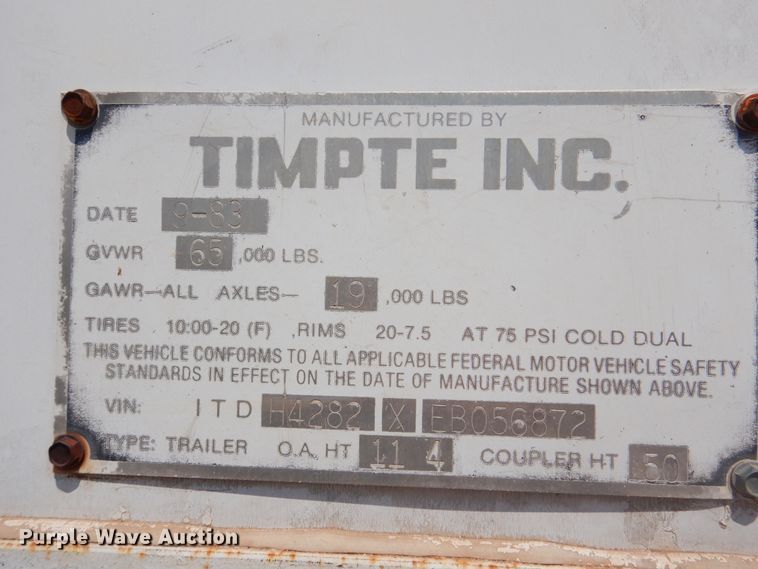 MANUFACTURED BY
TIMPTE INC.
DATE 9-83
GVWR 65,000 LBS.
GAWR-ALL AXLES- 19,000 LBS
TIRES 10:00-20 (F) ,RIMS 20-7.5 AT 75 PSI COLD DUAL
THIS VEHICLE CONFORMS TO ALL APPLICABLE FEDERAL MOTOR VEHICLE SAFETY
STANDARDS IN EFFECT ON THE DATE OF MANUFACTURE SHOWN ABOVE.
VIN: ITD H4282 X EB056872
TYPE: TRAILER O.A. HT 11 4 COUPLER HT 50
Purple Wave Auction